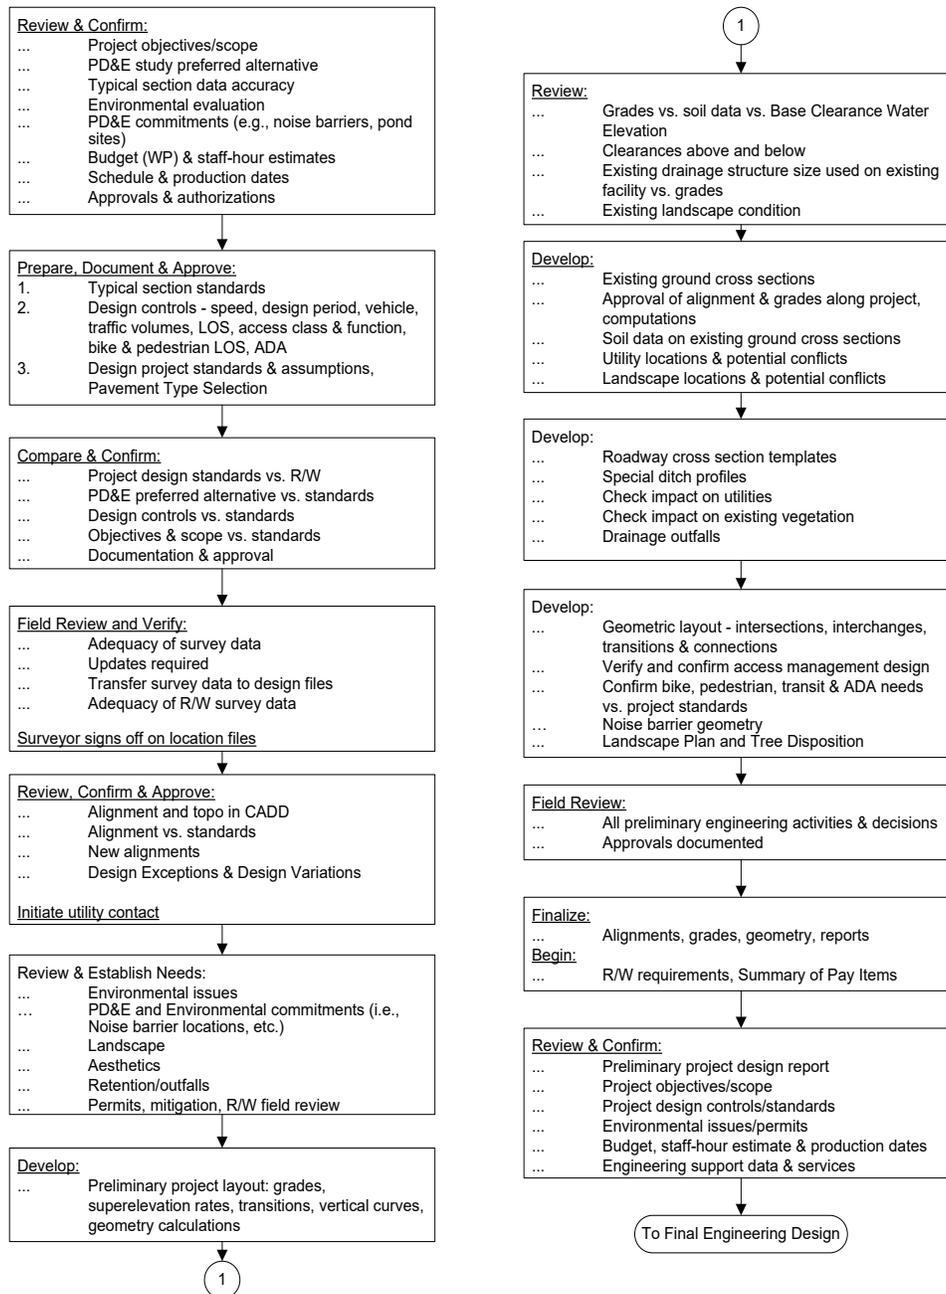 Review & Confirm:
... Project objectives/scope
... PD&E study preferred alternative
... Typical section data accuracy
... Environmental evaluation
... PD&E commitments (e.g., noise barriers, pond
sites)
... Budget (WP) & staff-hour estimates
... Schedule & production dates
... Approvals & authorizations
Prepare, Document & Approve:
1. Typical section standards
2. Design controls - speed, design period, vehicle,
traffic volumes, LOS, access class & function,
bike & pedestrian LOS, ADA
3. Design project standards & assumptions,
Pavement Type Selection
Compare & Confirm:
... Project design standards vs. R/W
... PD&E preferred alternative vs. standards
... Design controls vs. standards
... Objectives & scope vs. standards
... Documentation & approval
Field Review and Verify:
... Adequacy of survey data
... Updates required
... Transfer survey data to design files
... Adequacy of R/W survey data
Surveyor signs off on location files
Review, Confirm & Approve:
... Alignment and topo in CADD
... Alignment vs. standards
... New alignments
... Design Exceptions & Design Variations
Initiate utility contact
Review & Establish Needs:
... Environmental issues
... PD&E and Environmental commitments (i.e.,
Noise barrier locations, etc.)
... Landscape
... Aesthetics
... Retention/outfalls
... Permits, mitigation, R/W field review
Develop:
... Preliminary project layout: grades,
superelevation rates, transitions, vertical curves,
geometry calculations
1
1
Review:
... Grades vs. soil data vs. Base Clearance Water
Elevation
... Clearances above and below
... Existing drainage structure size used on existing
facility vs. grades
... Existing landscape condition
Develop:
... Existing ground cross sections
... Approval of alignment & grades along project,
computations
... Soil data on existing ground cross sections
... Utility locations & potential conflicts
... Landscape locations & potential conflicts
Develop:
... Roadway cross section templates
... Special ditch profiles
... Check impact on utilities
... Check impact on existing vegetation
... Drainage outfalls
Develop:
... Geometric layout - intersections, interchanges,
transitions & connections
... Verify and confirm access management design
... Confirm bike, pedestrian, transit & ADA needs
vs. project standards
... Noise barrier geometry
... Landscape Plan and Tree Disposition
Field Review:
... All preliminary engineering activities & decisions
... Approvals documented
Finalize:
... Alignments, grades, geometry, reports
Begin:
... R/W requirements, Summary of Pay Items
Review & Confirm:
... Preliminary project design report
... Project objectives/scope
... Project design controls/standards
... Environmental issues/permits
... Budget, staff-hour estimate & production dates
... Engineering support data & services
To Final Engineering Design